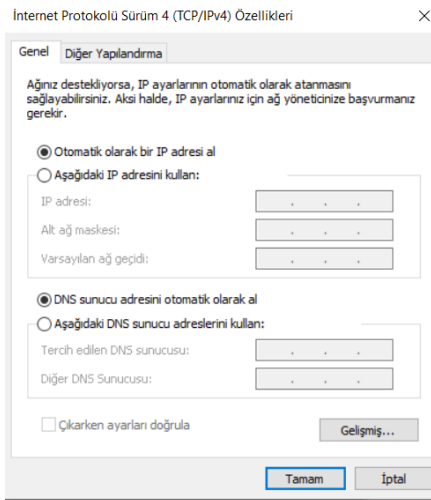 İnternet Protokolü Sürüm 4 (TCP/IPv4) Özellikleri
Genel
Diğer Yapılandırma
Ağınız destekliyorsa, IP ayarlarının otomatik olarak atanmasını
sağlayabilirsiniz. Aksi halde, IP ayarlarınız için ağ yöneticinize başvurmanız
gerekir.
Otomatik olarak bir IP adresi al
Aşağıdaki IP adresini kullan:
IP adresi:
Alt ağ maskesi:
Varsayılan ağ geçidi:
DNS sunucu adresini otomatik olarak al
Aşağıdaki DNS sunucu adreslerini kullan:
Tercih edilen DNS sunucusu:
Diğer DNS Sunucusu:
Çıkarken ayarları doğrula
Gelişmiş...
Tamam
İptal